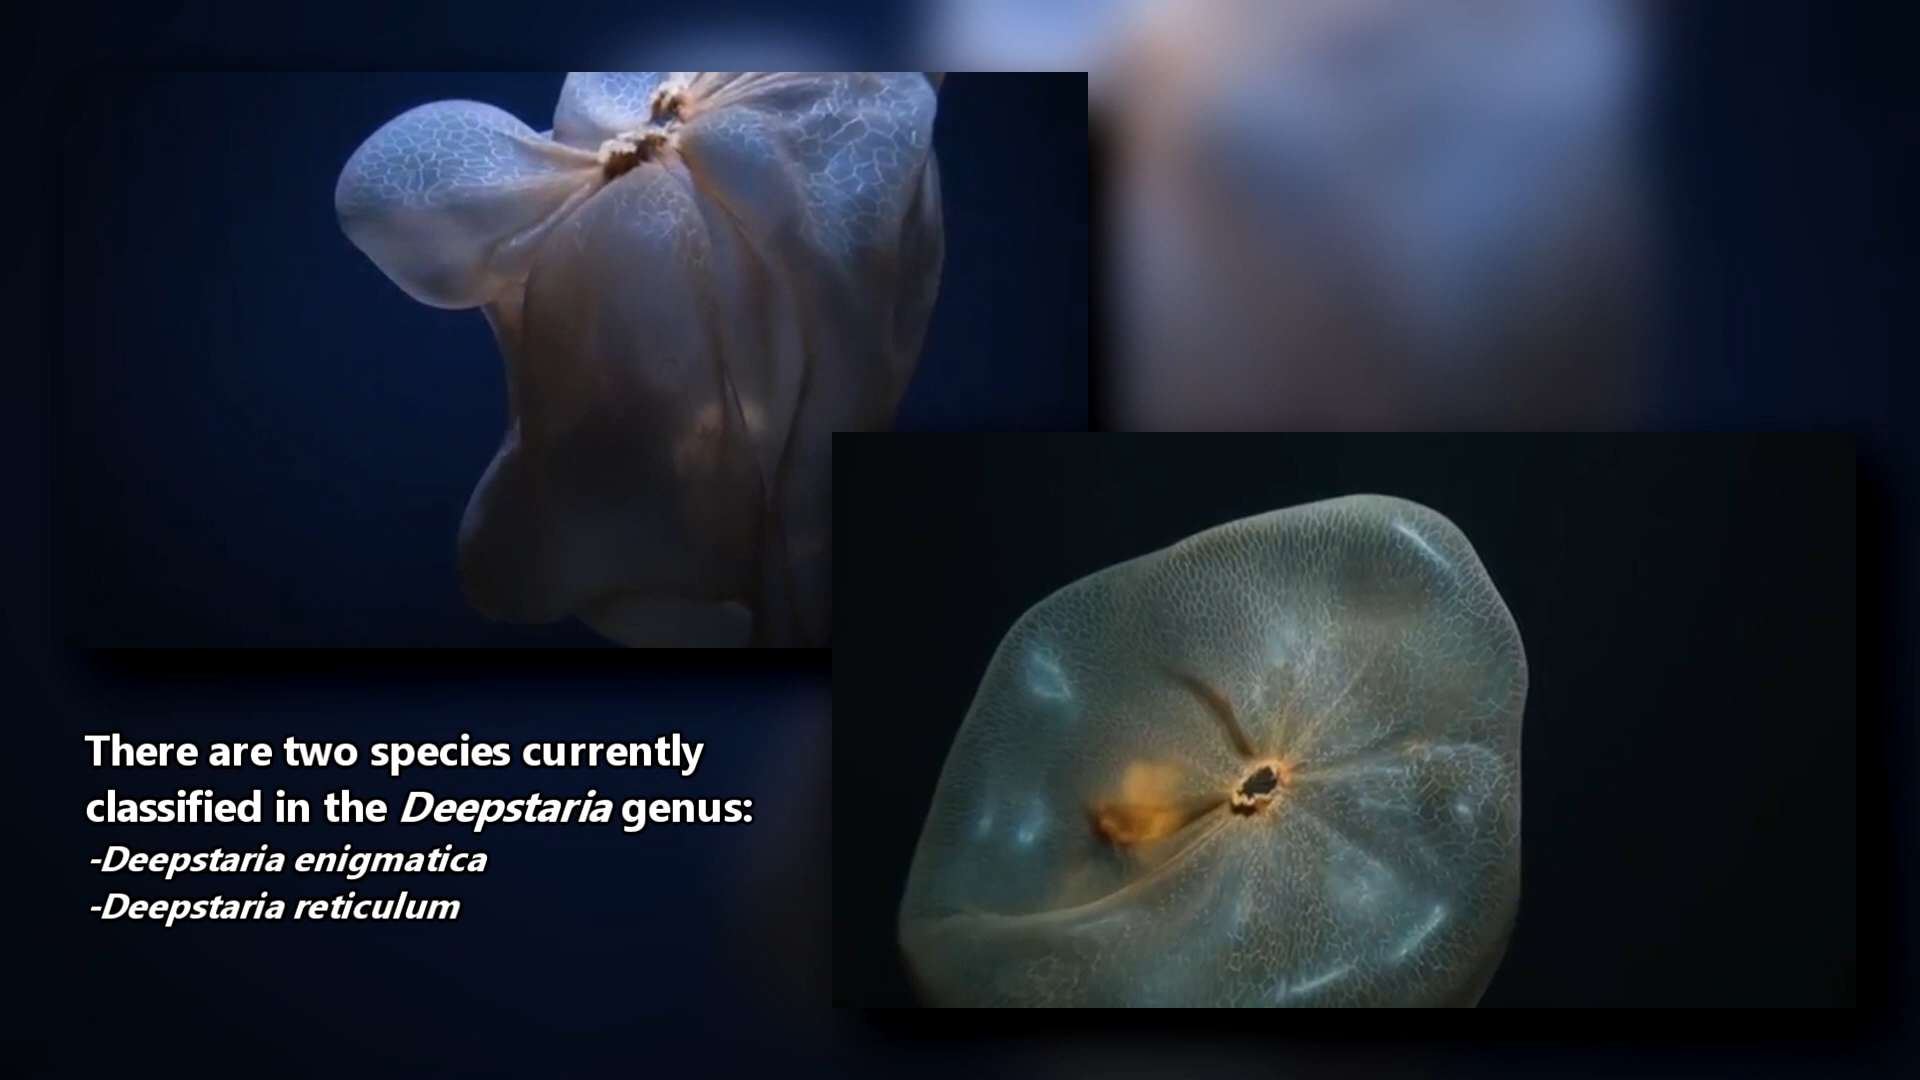 There are two species currently
classified in the Deepstaria genus:
-Deepstaria enigmatica
-Deepstaria reticulum